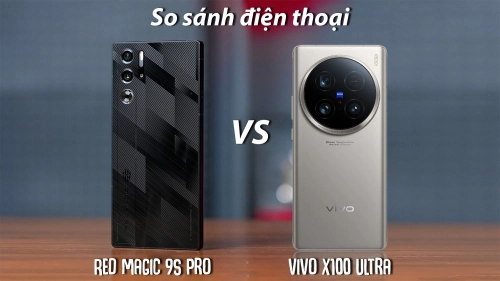 So sánh điện thoại
VS
VIVO
RED MAGIC 9S PRO
VIVO X100 ULTRA